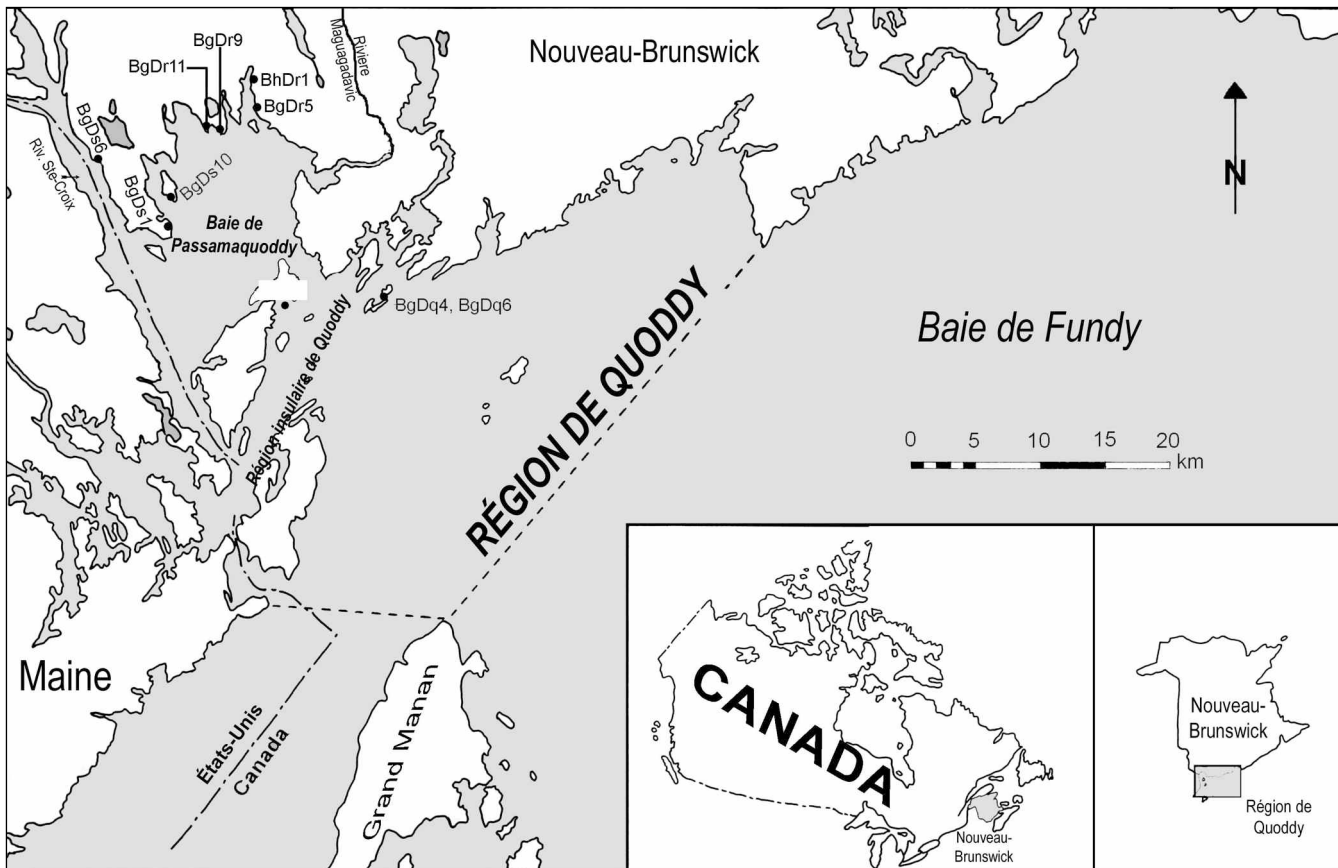 BgDr9
BgDr11
BhDr1
BgDr5
Riviere
Maguagadavic
Nouveau-Brunswick
N
BgDs6
Riv. Ste-Croix
BgDs10
BgDs1
Baie de
Passamaquoddy
BgDq4, BgDq6
Région insulaire de Quoddy
RÉGION DE QUODDY
Baie de Fundy
0 5 10 15 20
km
Maine
États-Unis
Canada
Grand Manan
CANADA
Nouveau-
Brunswick
Nouveau-
Brunswick
Région de
Quoddy